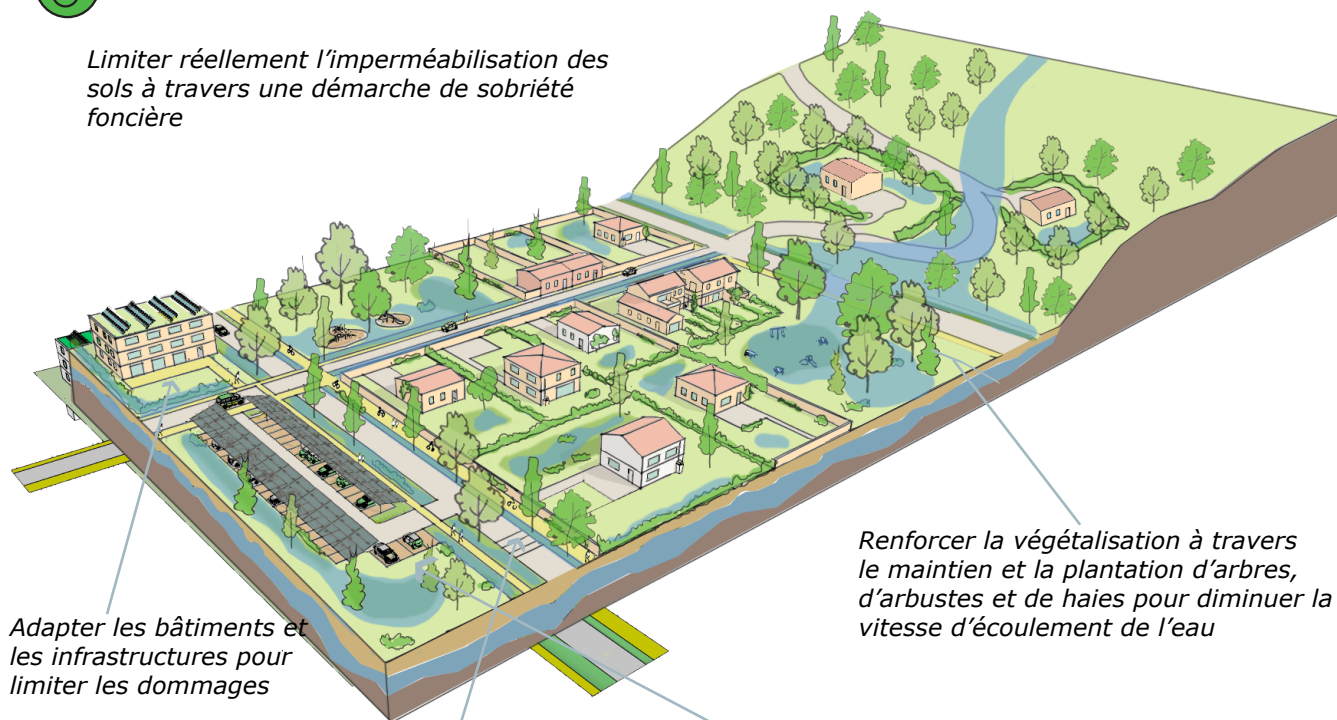 Limiter réellement l’imperméabilisation des
sols à travers une démarche de sobriété
foncière
Renforcer la végétalisation à travers
le maintien et la plantation d’arbres,
d’arbustes et de haies pour diminuer la
vitesse d’écoulement de l’eau
Adapter les bâtiments et
les infrastructures pour
limiter les dommages